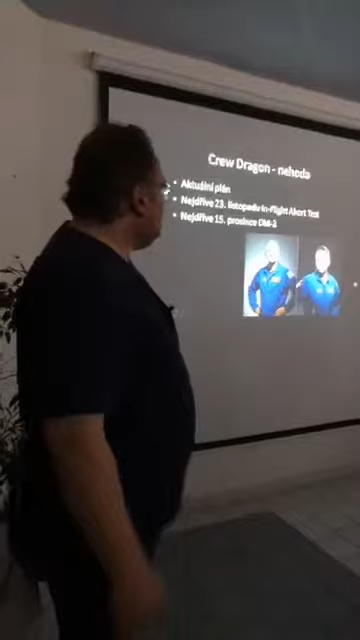 Crew Dragon - nehoda
• Aktuální plán
• Nejdříve 23. listopadu In-Flight Abort Test
• Nejdříve 15. prosince DM-2